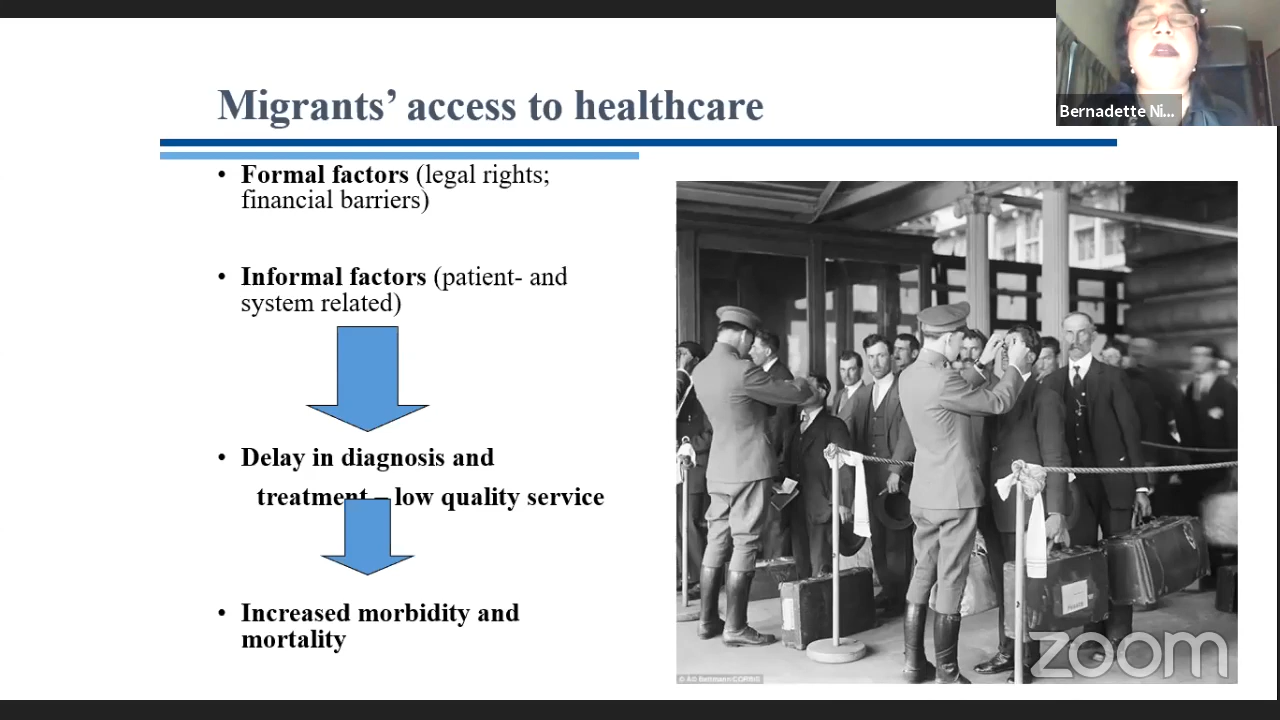 Migrants' access to healthcare
Bernadette Ni...
• Formal factors (legal rights;
financial barriers)
• Informal factors (patient- and
system related)
• Delay in diagnosis and
treatment – low quality service
• Increased morbidity and
mortality
zoom